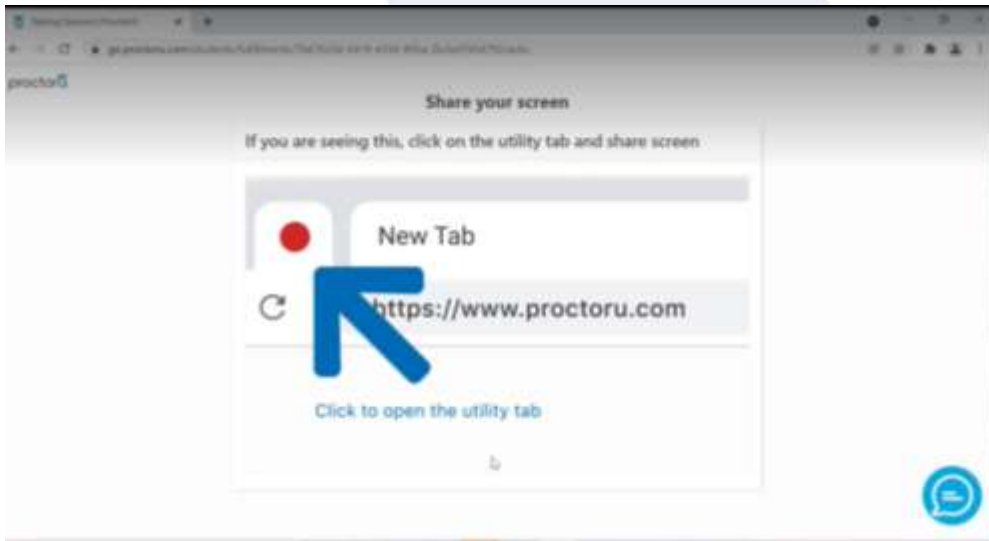 proctorU
Share your screen
If you are seeing this, click on the utility tab and share screen
New Tab
https://www.proctoru.com
Click to open the utility tab